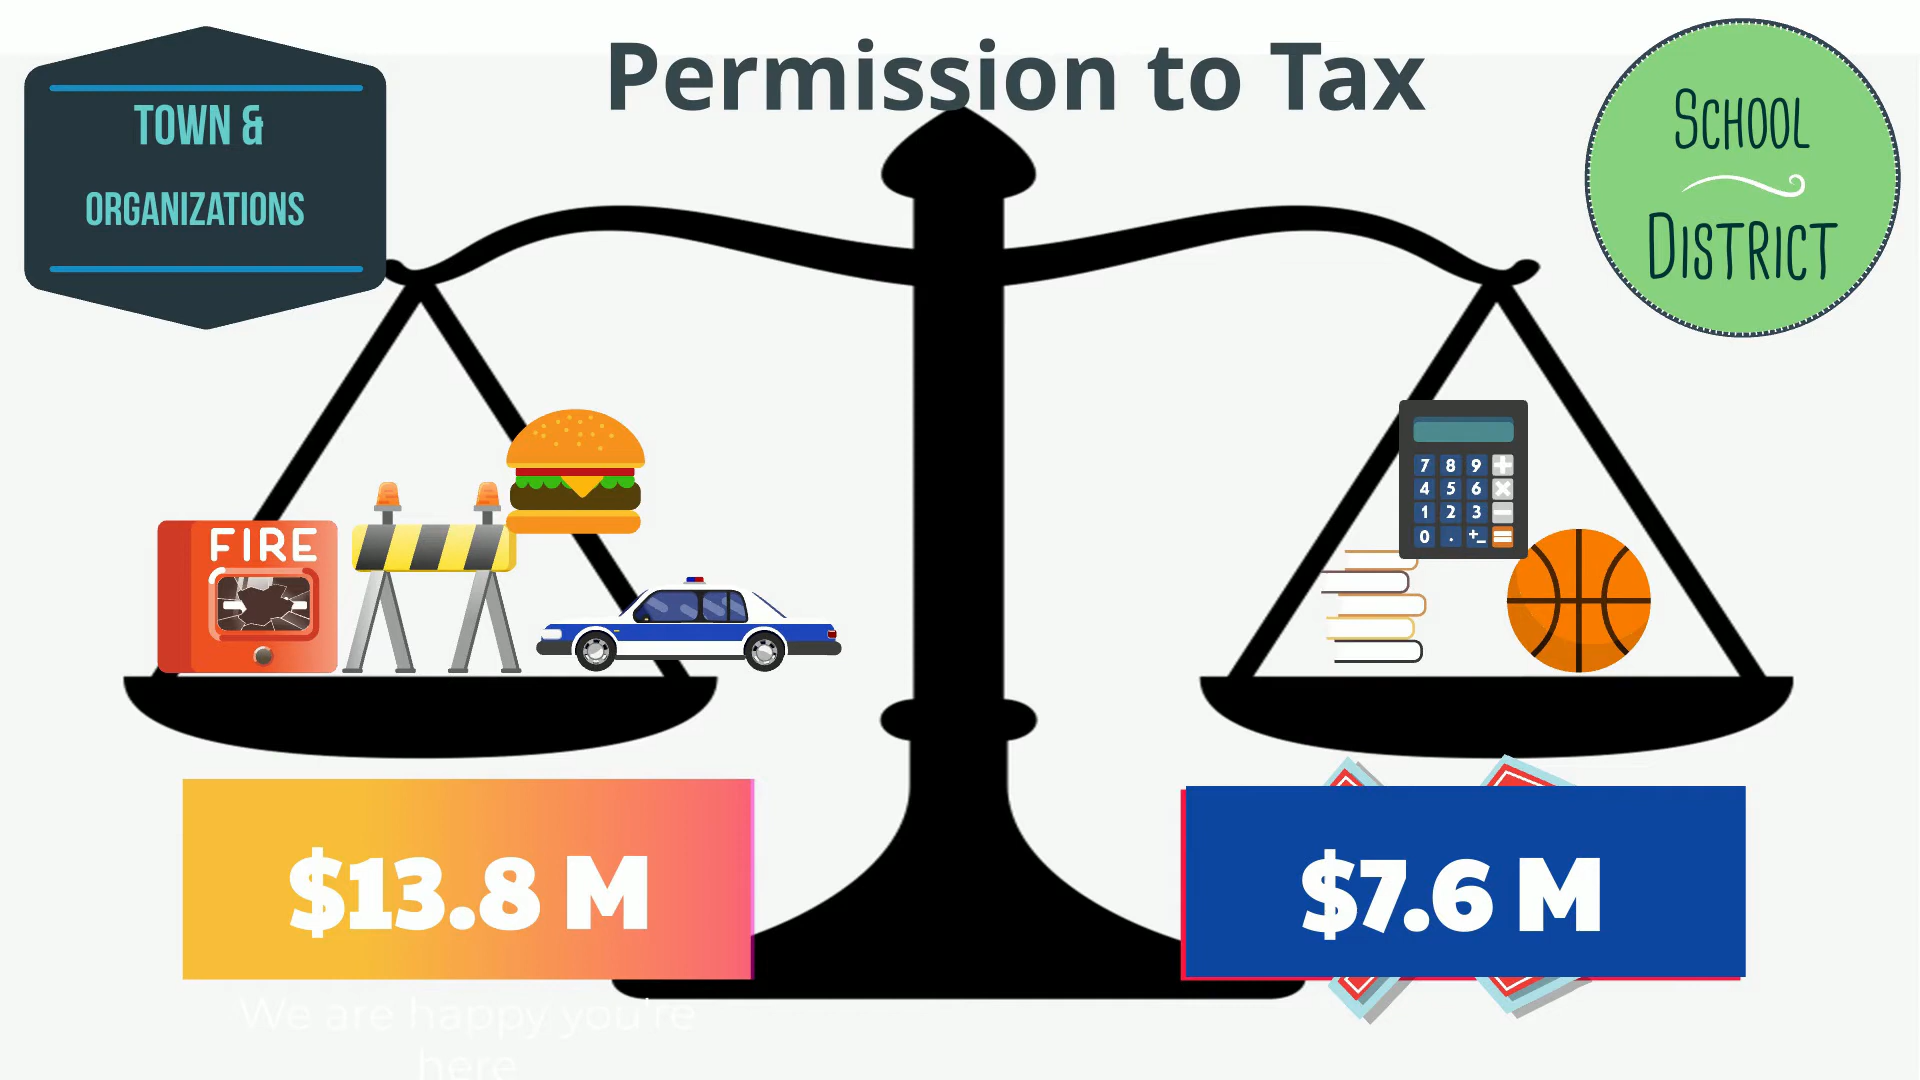 Permission to Tax
TOWN &
ORGANIZATIONS
SCHOOL
DISTRICT
FIRE
7 8 9 +
4 5 6 ×
1 2 3 −
0 . +_ =
$13.8 M
$7.6 M
We are happy you're
here